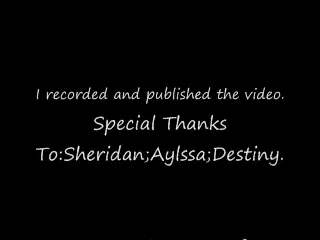 I recorded and published the video.
Special Thanks
To:Sheridan;Aylssa;Destiny.